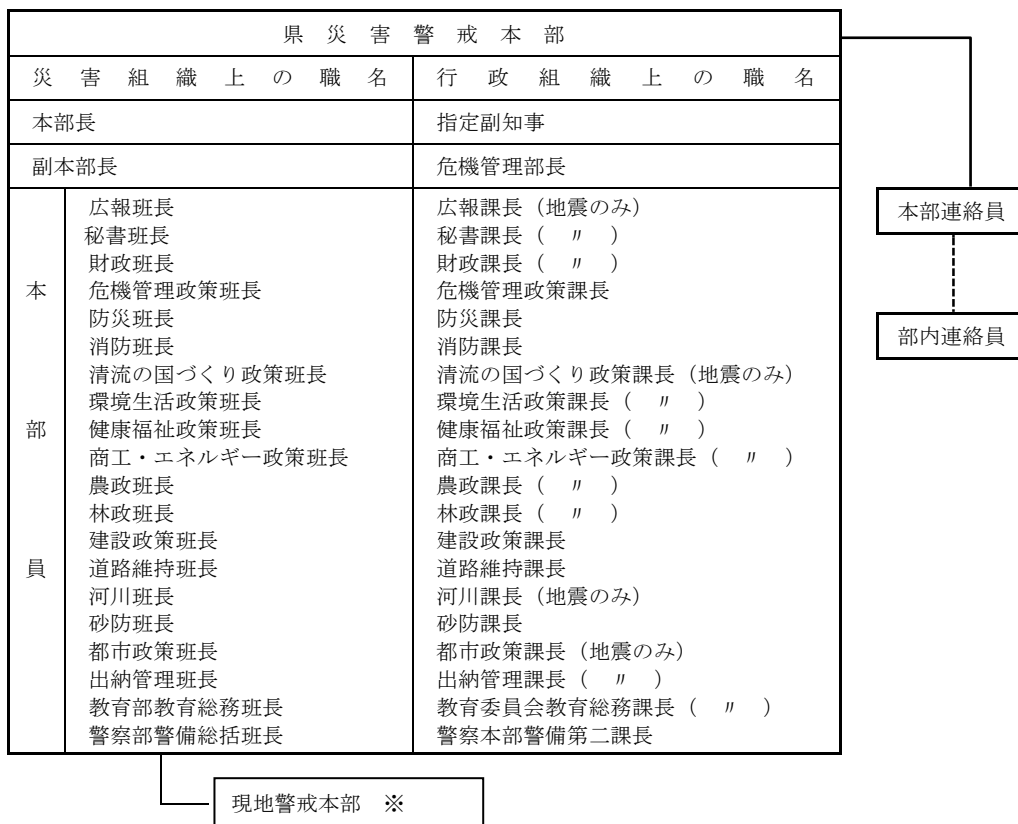 県災害警戒本部
災害組織上の職名 行政組織上の職名
本部長 指定副知事
副本部長 危機管理部長
本部員
広報班長 広報課長(地震のみ)
秘書班長 秘書課長( 〃 )
財政班長 財政課長( 〃 )
危機管理政策班長 危機管理政策課長
防災班長 防災課長
消防班長 消防課長
清流の国づくり政策班長 清流の国づくり政策課長(地震のみ)
環境生活政策班長 環境生活政策課長( 〃 )
健康福祉政策班長 健康福祉政策課長( 〃 )
商工・エネルギー政策班長 商工・エネルギー政策課長( 〃 )
農政班長 農政課長( 〃 )
林政班長 林政課長( 〃 )
建設政策班長 建設政策課長
道路維持班長 道路維持課長
河川班長 河川課長(地震のみ)
砂防班長 砂防課長
都市政策班長 都市政策課長(地震のみ)
出納管理班長 出納管理課長( 〃 )
教育部教育総務班長 教育委員会教育総務課長( 〃 )
警察部警備総括班長 警察本部警備第二課長
本部連絡員
部内連絡員
現地警戒本部 ※